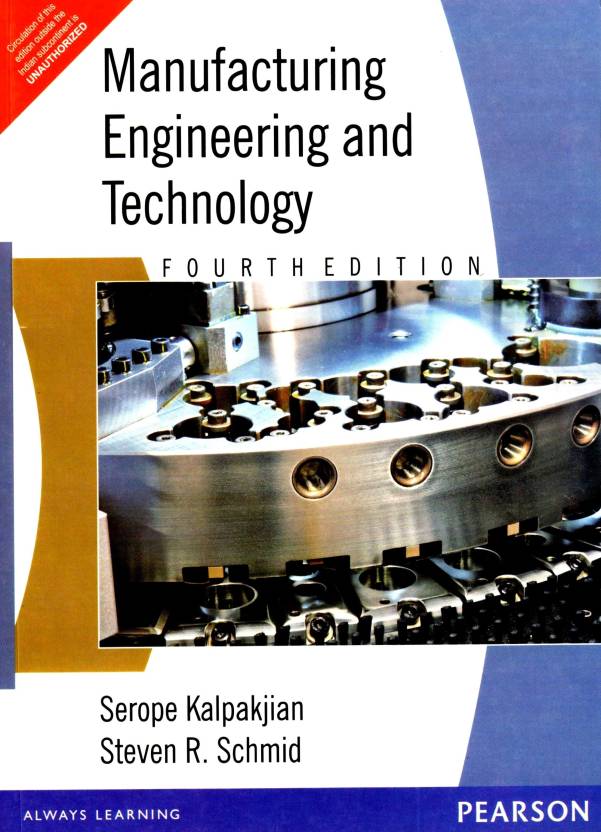 Circulation of this
edition outside the
Indian subcontinent is
UNAUTHORIZED
Manufacturing
Engineering and
Technology
FOURTH EDITION
Serope Kalpakjian
Steven R. Schmid
ALWAYS LEARNING
PEARSON